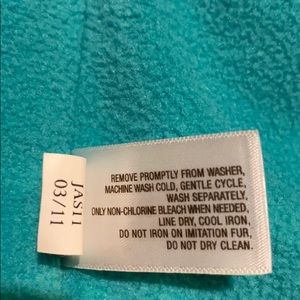 REMOVE PROMPTLY FROM WASHER,
MACHINE WASH COLD, GENTLE CYCLE,
WASH SEPARATELY,
ONLY NON-CHLORINE BLEACH WHEN NEEDED,
LINE DRY, COOL IRON,
DO NOT IRON ON IMITATION FUR,
DO NOT DRY CLEAN.
JAS11
03/11